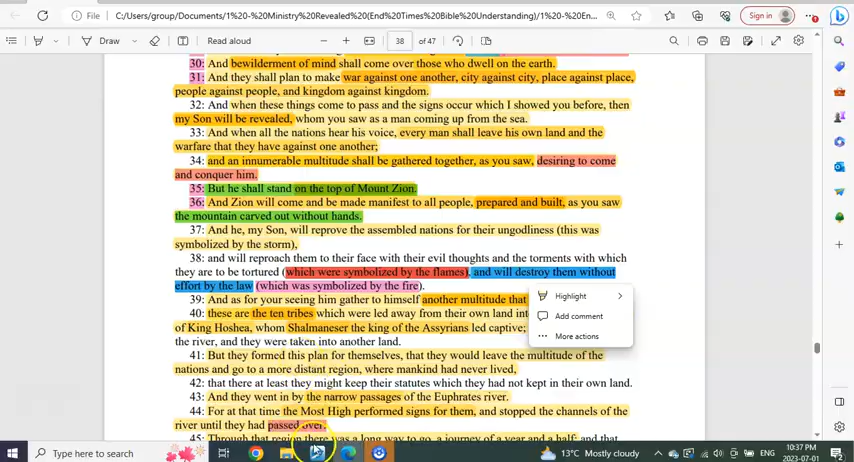 File
C:/Users/group/Documents/1%20-%20Ministry%20Revealed(End%20Times%20Bible%20Understanding)/1%20-%20En...
Sign in
Draw
Read aloud
38 of 47
30: And bewilderment of mind shall come over those who dwell on the earth.
31: And they shall plan to make war against one another, city against city, place against place,
people against people, and kingdom against kingdom.
32: And when these things come to pass and the signs occur which I showed you before, then
my Son will be revealed, whom you saw as a man coming up from the sea.
33: And when all the nations hear his voice, every man shall leave his own land and the
warfare that they have against one another;
34: and an innumerable multitude shall be gathered together, as you saw, desiring to come
and conquer him.
35: But he shall stand on the top of Mount Zion.
36: And Zion will come and be made manifest to all people, prepared and built, as you saw
the mountain carved out without hands.
37: And he, my Son, will reprove the assembled nations for their ungodliness (this was
symbolized by the storm),
38: and will reproach them to their face with their evil thoughts and the torments with which
they are to be tortured (which were symbolized by the flames), and will destroy them without
effort by the law (which was symbolized by the fire).
39: And as for your seeing him gather to himself another multitude that
40: these are the ten tribes which were led away from their own land int
of King Hoshea, whom Shalmaneser the king of the Assyrians led captive;
the river, and they were taken into another land.
Highlight
Add comment
More actions
41: But they formed this plan for themselves, that they would leave the multitude of the
nations and go to a more distant region, where mankind had never lived,
42: that there at least they might keep their statutes which they had not kept in their own land.
43: And they went in by the narrow passages of the Euphrates river.
44: For at that time the Most High performed signs for them, and stopped the channels of the
river until they had passed over.
45: Through that region there was a long way to go, a journey of a year and a half; and that
Type here to search
13°C Mostly cloudy
10:37 PM
2023-07-01
2